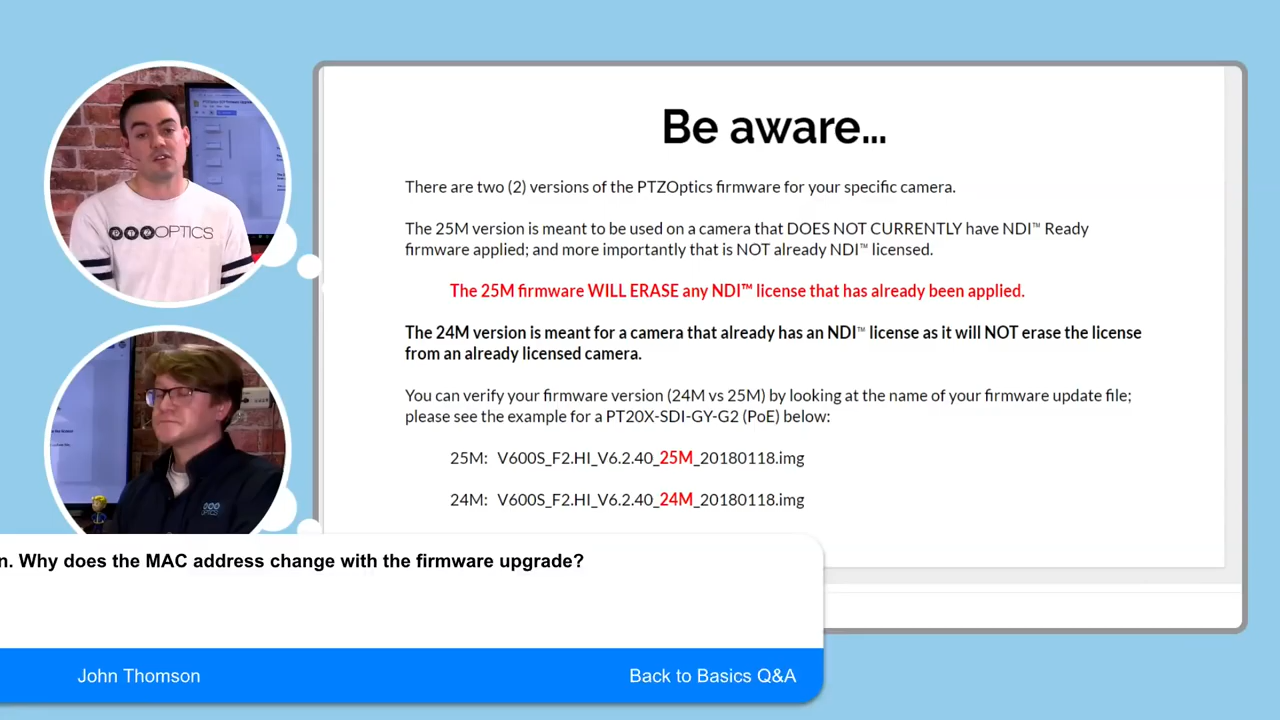 Be aware...
There are two (2) versions of the PTZOptics firmware for your specific camera.
The 25M version is meant to be used on a camera that DOES NOT CURRENTLY have NDI™ Ready
firmware applied; and more importantly that is NOT already NDI™ licensed.
The 25M firmware WILL ERASE any NDI™ license that has already been applied.
The 24M version is meant for a camera that already has an NDI™ license as it will NOT erase the license
from an already licensed camera.
You can verify your firmware version (24M vs 25M) by looking at the name of your firmware update file;
please see the example for a PT20X-SDI-GY-G2 (PoE) below:
25M: V600S_F2.HI_V6.2.40_25M_20180118.img
24M: V600S_F2.HI_V6.2.40_24M_20180118.img
PTZOPTICS
OPTICS
n. Why does the MAC address change with the firmware upgrade?
John Thomson
Back to Basics Q&A